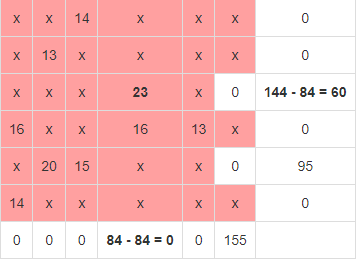 x x 14 x x x 0
x 13 x x x x 0
x x x 23 x 0 144 - 84 = 60
16 x x 16 13 x 0
x 20 15 x x 0 95
14 x x x x x 0
0 0 0 84 - 84 = 0 0 155